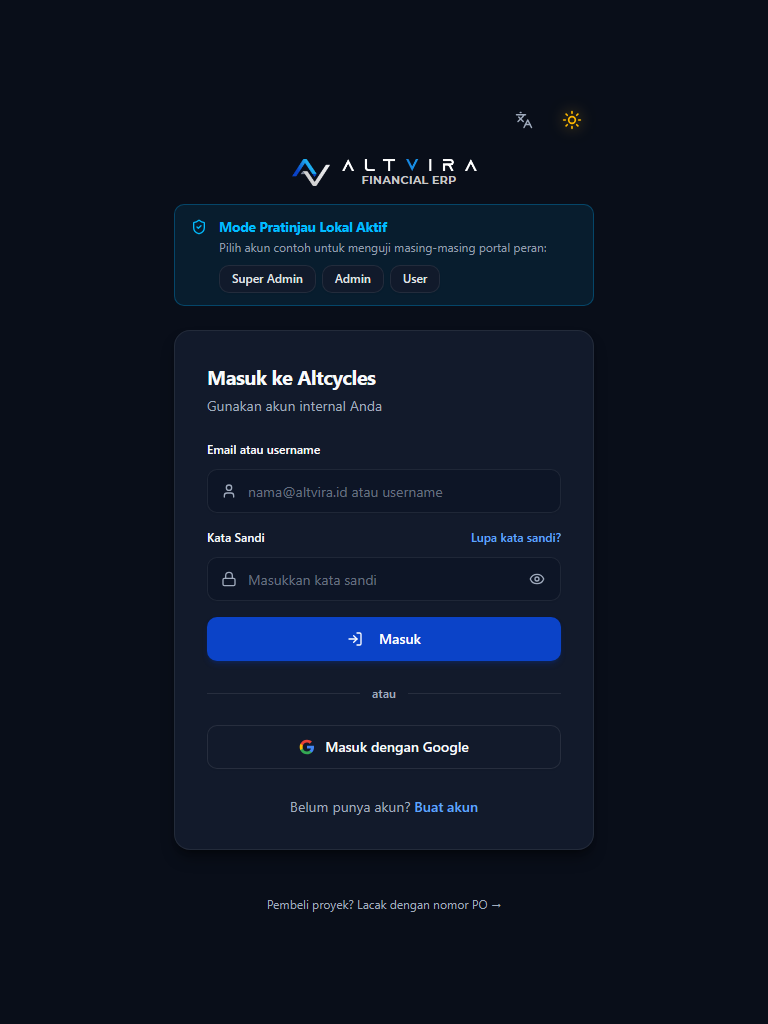 ALTVIRA
FINANCIAL ERP
Mode Pratinjau Lokal Aktif
Pilih akun contoh untuk menguji masing-masing portal peran:
Super Admin Admin User
Masuk ke Altcycles
Gunakan akun internal Anda
Email atau username
nama@altvira.id atau username
Kata Sandi Lupa kata sandi?
Masukkan kata sandi
Masuk
atau
Masuk dengan Google
Belum punya akun? Buat akun
Pembeli proyek? Lacak dengan nomor PO →